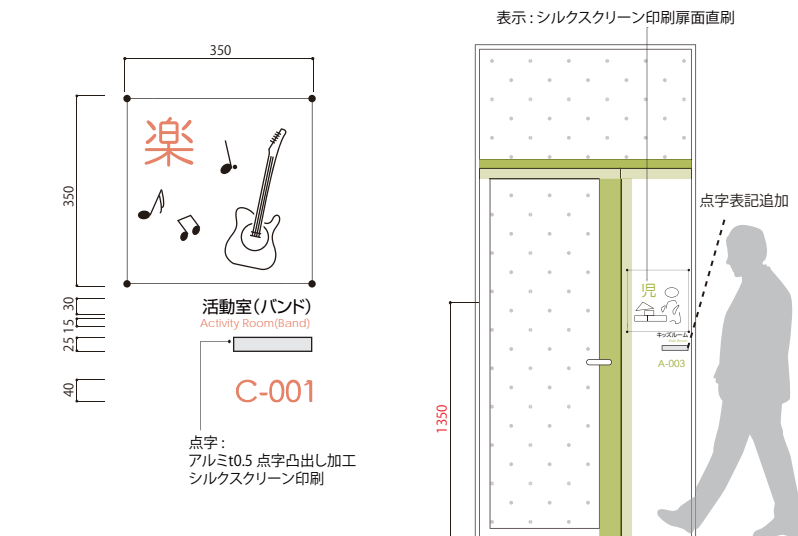 表示 : シルクスクリーン印刷扉面直刷
350
楽
350
30
15
25
40
活動室（バンド）
Activity Room(Band)
C-001
点字 :
アルミt0.5 点字凸出し加工
シルクスクリーン印刷
点字表記追加
児
キッズルーム
A-003
1350